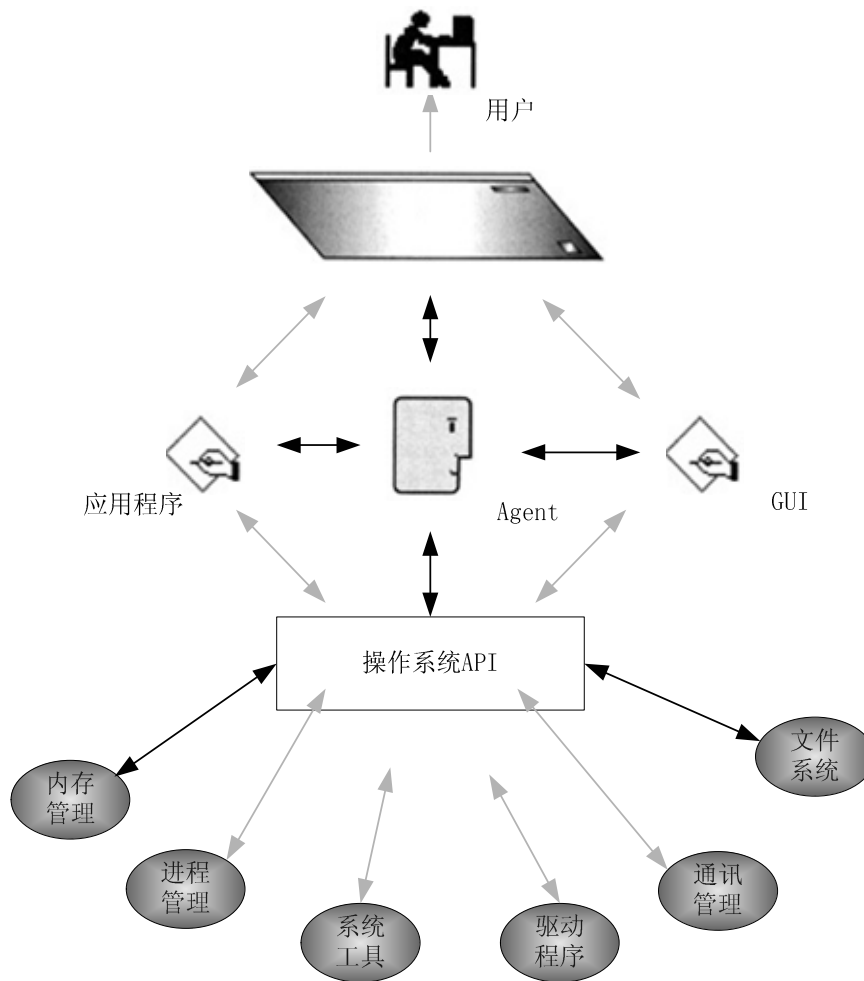 用户
应用程序
Agent
GUI
操作系统API
文件
系统
内存
管理
进程
管理
通讯
管理
系统
工具
驱动
程序